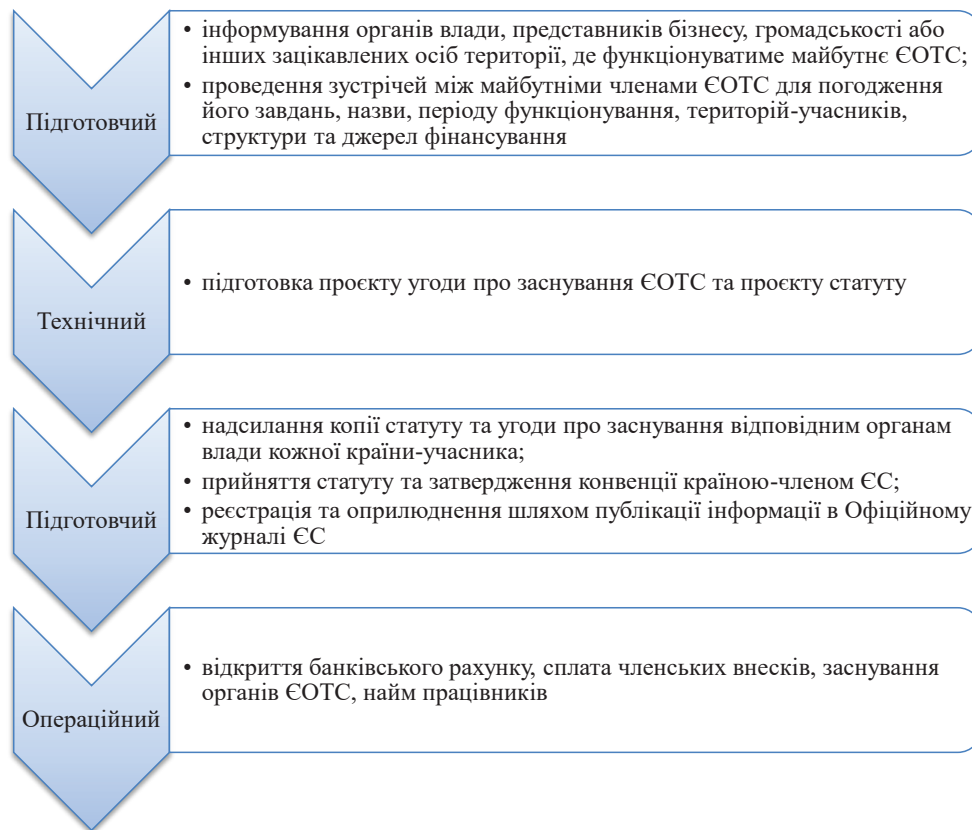 Підготовчий
• інформування органів влади, представників бізнесу, громадськості або
інших зацікавлених осіб території, де функціонуватиме майбутнє ЄОТС;
• проведення зустрічей між майбутніми членами ЄОТС для погодження
його завдань, назви, періоду функціонування, територій-учасників,
структури та джерел фінансування
Технічний
• підготовка проєкту угоди про заснування ЄОТС та проєкту статуту
Підготовчий
• надсилання копії статуту та угоди про заснування відповідним органам
влади кожної країни-учасника;
• прийняття статуту та затвердження конвенції країною-членом ЄС;
• реєстрація та оприлюднення шляхом публікації інформації в Офіційному
журналі ЄС
Операційний
• відкриття банківського рахунку, сплата членських внесків, заснування
органів ЄОТС, найм працівників